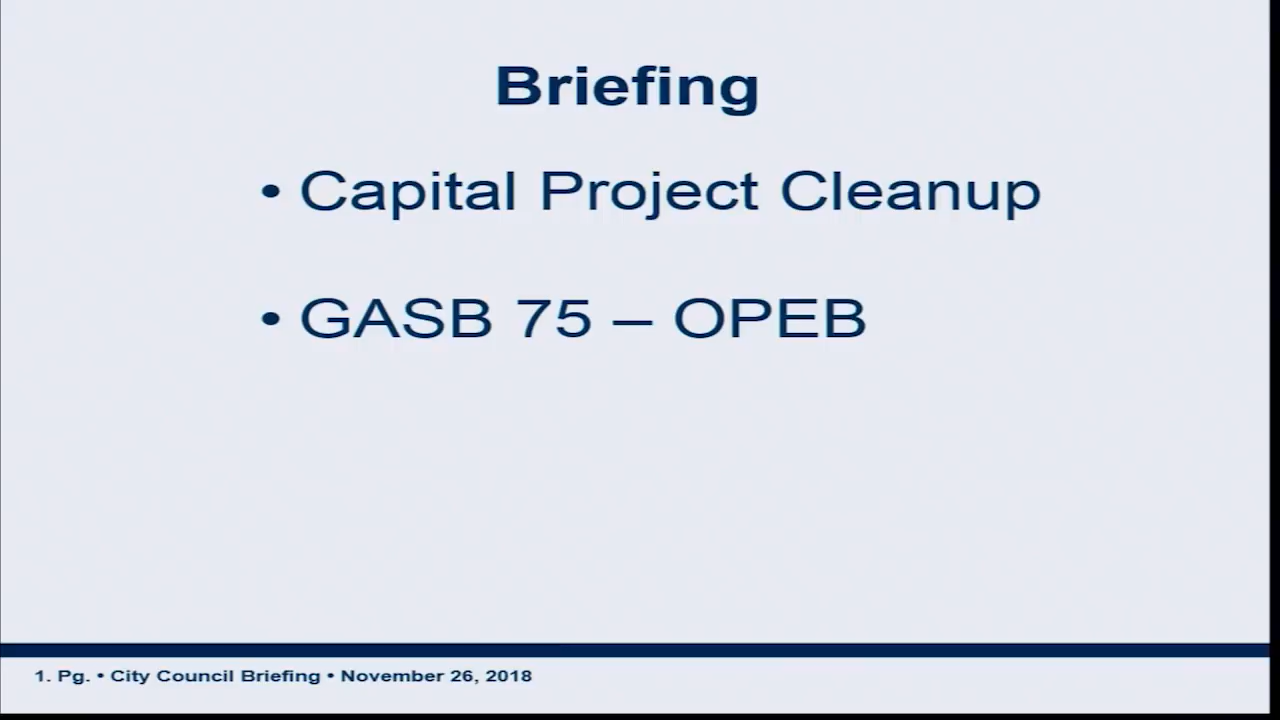 Briefing
• Capital Project Cleanup
• GASB 75 – OPEB
1. Pg. • City Council Briefing • November 26, 2018